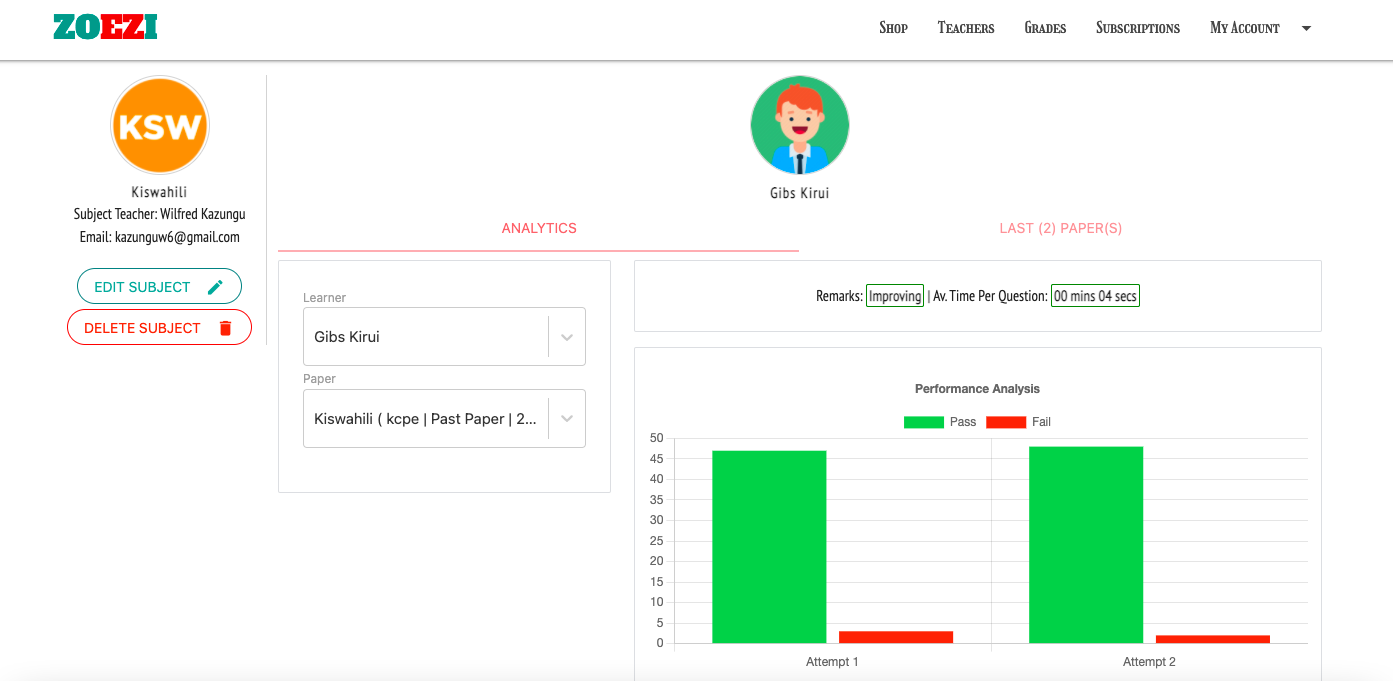 ZOEZI
Shop Teachers Grades Subscriptions My Account
KSW
Kiswahili
Subject Teacher: Wilfred Kazungu
Email: kazunguw6@gmail.com
EDIT SUBJECT
DELETE SUBJECT
Gibs Kirui
ANALYTICS LAST (2) PAPER(S)
Learner
Gibs Kirui
Paper
Kiswahili ( kcpe | Past Paper | 2...
Remarks: Improving | Av. Time Per Question: 00 mins 04 secs
Performance Analysis
Pass Fail
50
45
40
35
30
25
20
15
10
5
0
Attempt 1 Attempt 2